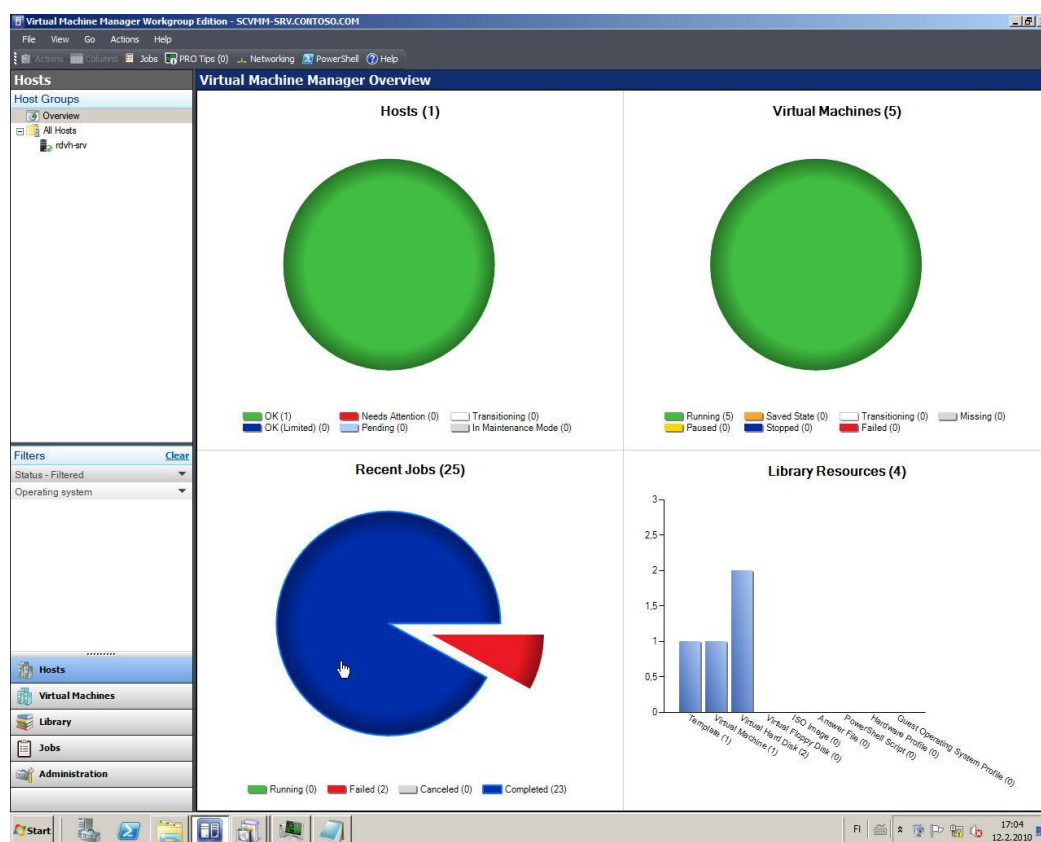 Virtual Machine Manager Workgroup Edition - SCVMM-SRV.CONTOSO.COM
File View Go Actions Help
Actions Columns Jobs PRO Tips (0) Networking PowerShell Help
Hosts
Host Groups
Overview
All Hosts
rdvh-srv
Filters Clear
Status - Filtered
Operating system
Hosts
Virtual Machines
Library
Jobs
Administration
Virtual Machine Manager Overview
Hosts (1)
OK (1) Needs Attention (0) Transitioning (0)
OK (Limited) (0) Pending (0) In Maintenance Mode (0)
Virtual Machines (5)
Running (5) Saved State (0) Transitioning (0) Missing (0)
Paused (0) Stopped (0) Failed (0)
Recent Jobs (25)
Running (0) Failed (2) Canceled (0) Completed (23)
Library Resources (4)
3
2,5
2
1,5
1
0,5
0
Template (1)
Virtual Machine (1)
Virtual Hard Disk (2)
Virtual Floppy Disk (0)
ISO Image (0)
Answer File (0)
PowerShell Script (0)
Hardware Profile (0)
Guest Operating System Profile (0)
Start FI 17:04
12.2.2010